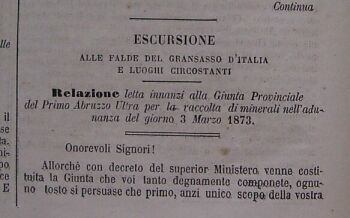 Continua
ESCURSIONE
ALLE FALDE DEL GRANSASSO D'ITALIA
E LUOGHI CIRCOSTANTI
Relazione letta innanzi alla Giunta Provinciale
del Primo Abruzzo Ultra per la raccolta di minerali nell'adu-
nanza del giorno 3 Marzo 1873.
Onorevoli Signori!
Allorchè con decreto del superior Ministero venne costi-
tuita la Giunta che voi tanto degnamente componete, ognu-
no tosto si persuase che primo, anzi unico scopo della vostra